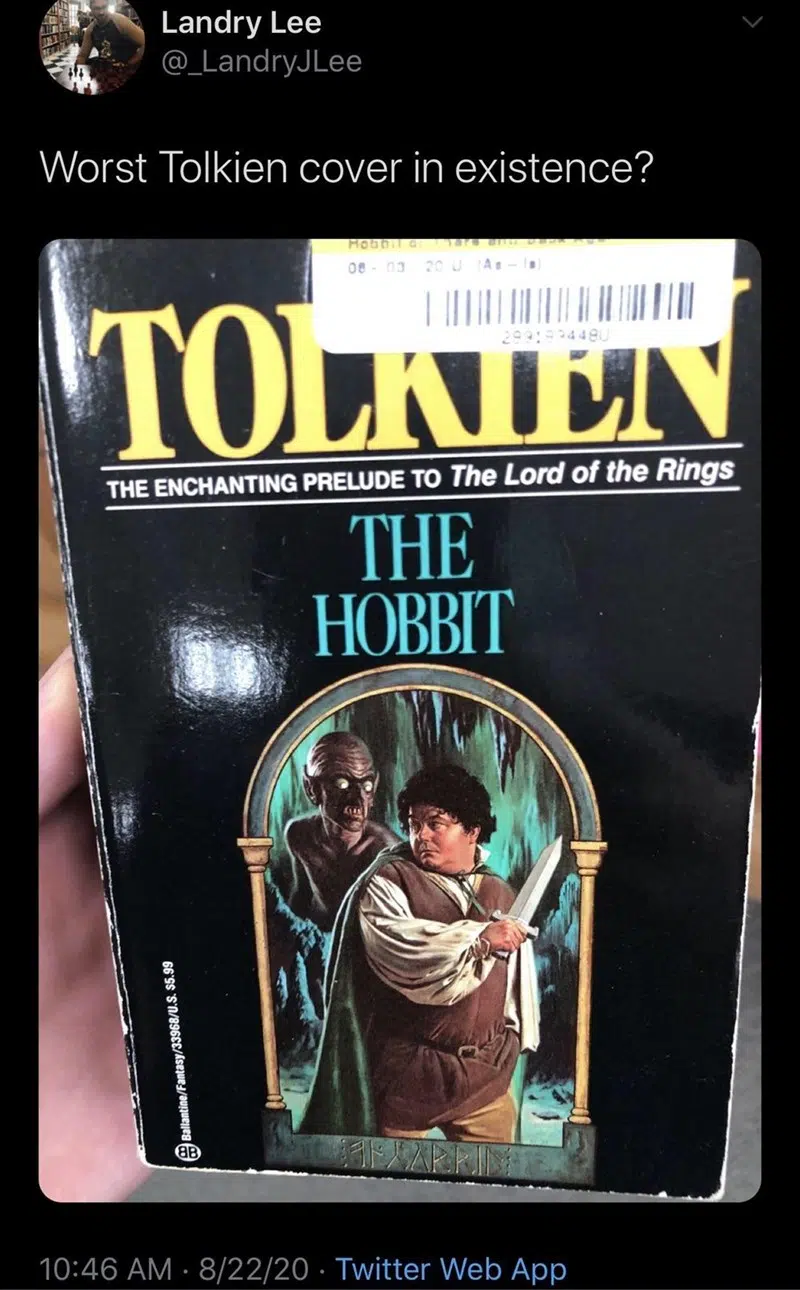 Landry Lee
@_LandryJLee
Worst Tolkien cover in existence?
TOLKIEN
THE ENCHANTING PRELUDE TO The Lord of the Rings
THE
HOBBIT
BB Ballantine/Fantasy/33968/U.S. $5.99
10:46 AM · 8/22/20 · Twitter Web App